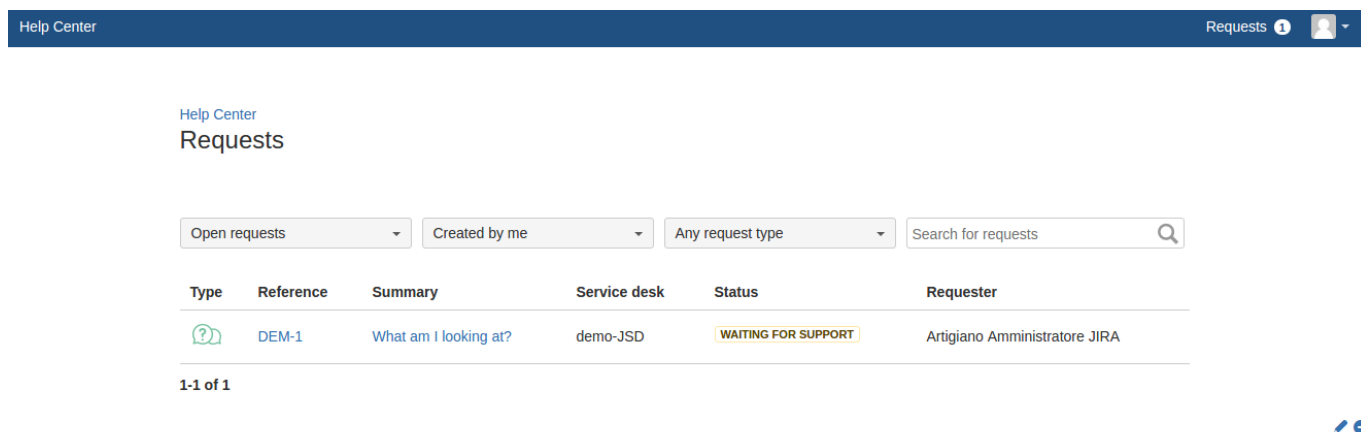 Help Center Requests 1
Help Center
Requests
Open requests Created by me Any request type Search for requests
Type Reference Summary Service desk Status Requester
DEM-1 What am I looking at? demo-JSD WAITING FOR SUPPORT Artigiano Amministratore JIRA
1-1 of 1